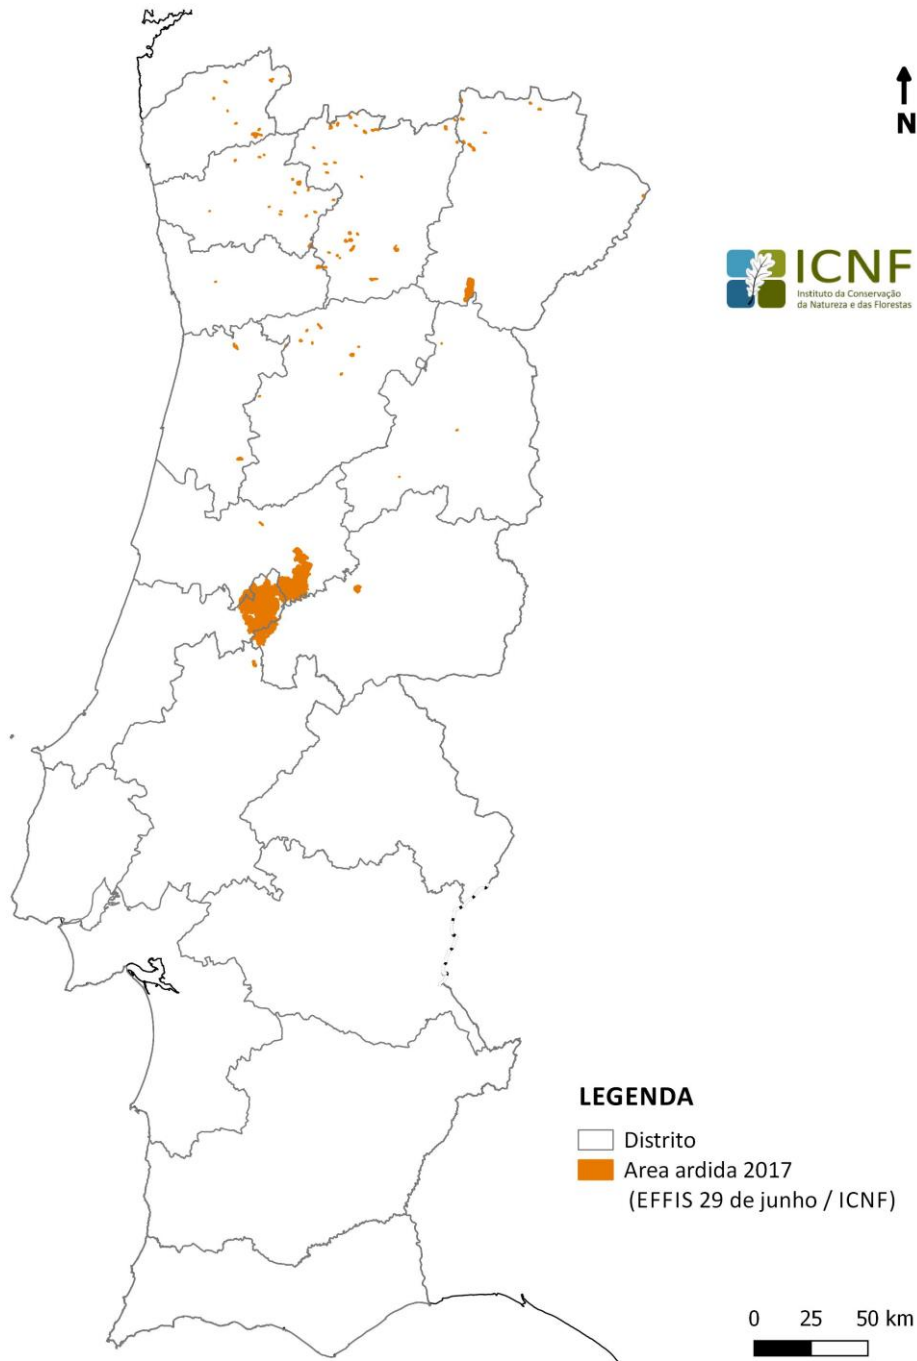 N
ICNF
Instituto da Conservação
da Natureza e das Florestas
LEGENDA
Distrito
Area ardida 2017
(EFFIS 29 de junho / ICNF)
0 25 50 km